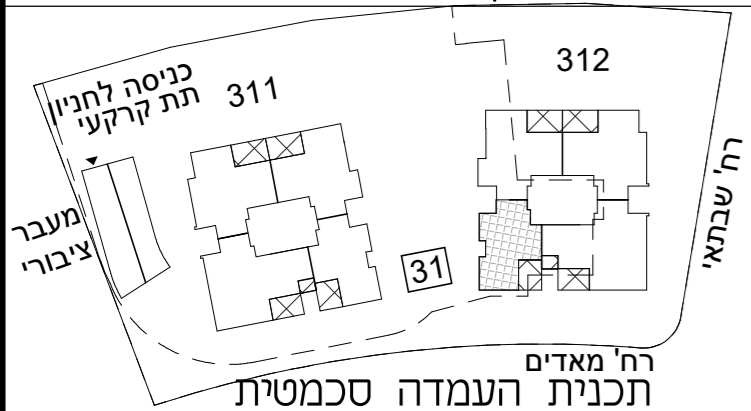 312
311
כניסה לחניון
תת קרקעי
רח' שבתאי
מעבר
ציבורי
31
רח' מאדים
תכנית העמדה סכמטית